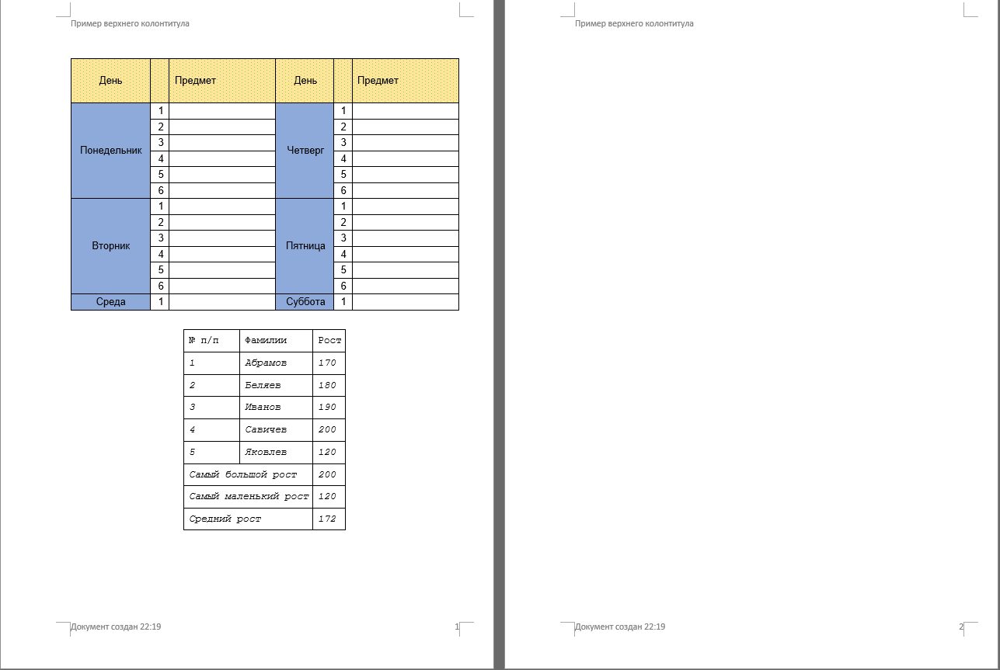 Пример верхнего колонтитула
День Предмет День Предмет
Понедельник 1 Четверг 1
2 2
3 3
4 4
5 5
6 6
Вторник 1 Пятница 1
2 2
3 3
4 4
5 5
6 6
Среда 1 Суббота 1
№ п/п Фамилии Рост
1 Абрамов 170
2 Беляев 180
3 Иванов 190
4 Савичев 200
5 Яковлев 120
Самый большой рост 200
Самый маленький рост 120
Средний рост 172
Документ создан 22:19 1
Пример верхнего колонтитула
Документ создан 22:19 2